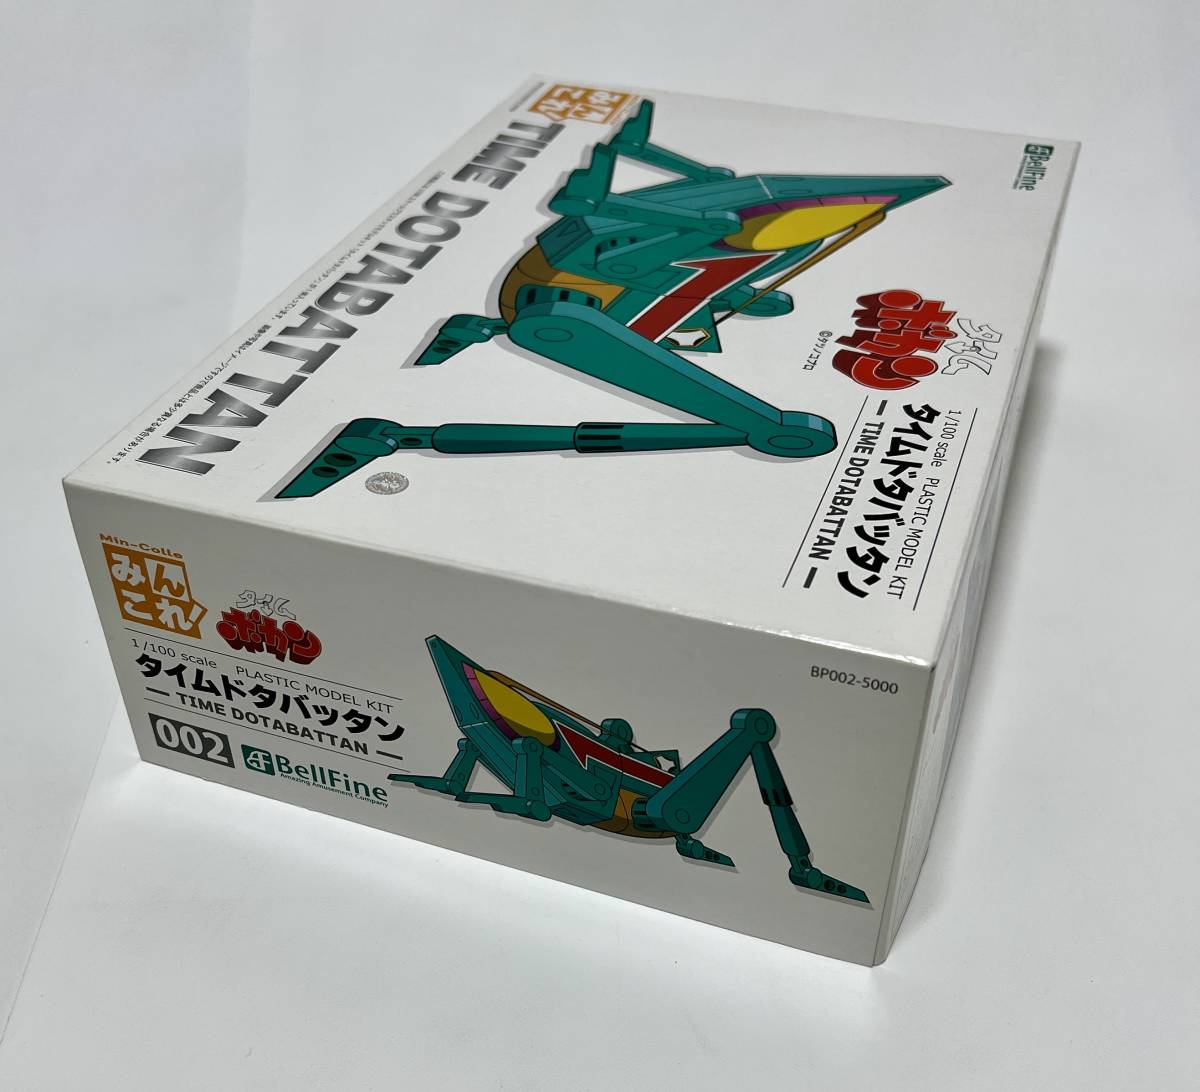 みん
これ!
TIME DOTABATTAN
BellFine
タイム
ボカン
©タツノコプロ
1/100 scale PLASTIC MODEL KIT
タイムドタバッタン
— TIME DOTABATTAN —
Min-Colle
みん
これ!
タイム
ボカン
1/100 scale PLASTIC MODEL KIT
タイムドタバッタン
— TIME DOTABATTAN —
002
BellFine
Amazing Amusement Company
BP002-5000